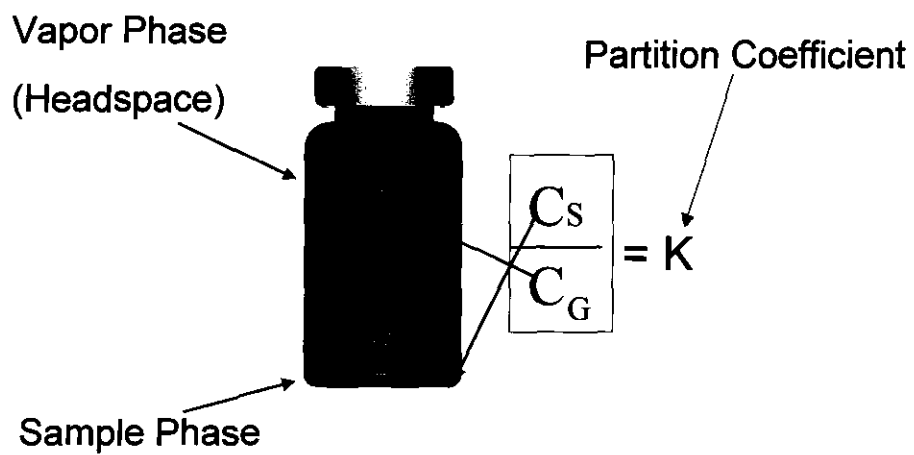 Vapor Phase
(Headspace)
Partition Coefficient
Cs
CG
= K
Sample Phase